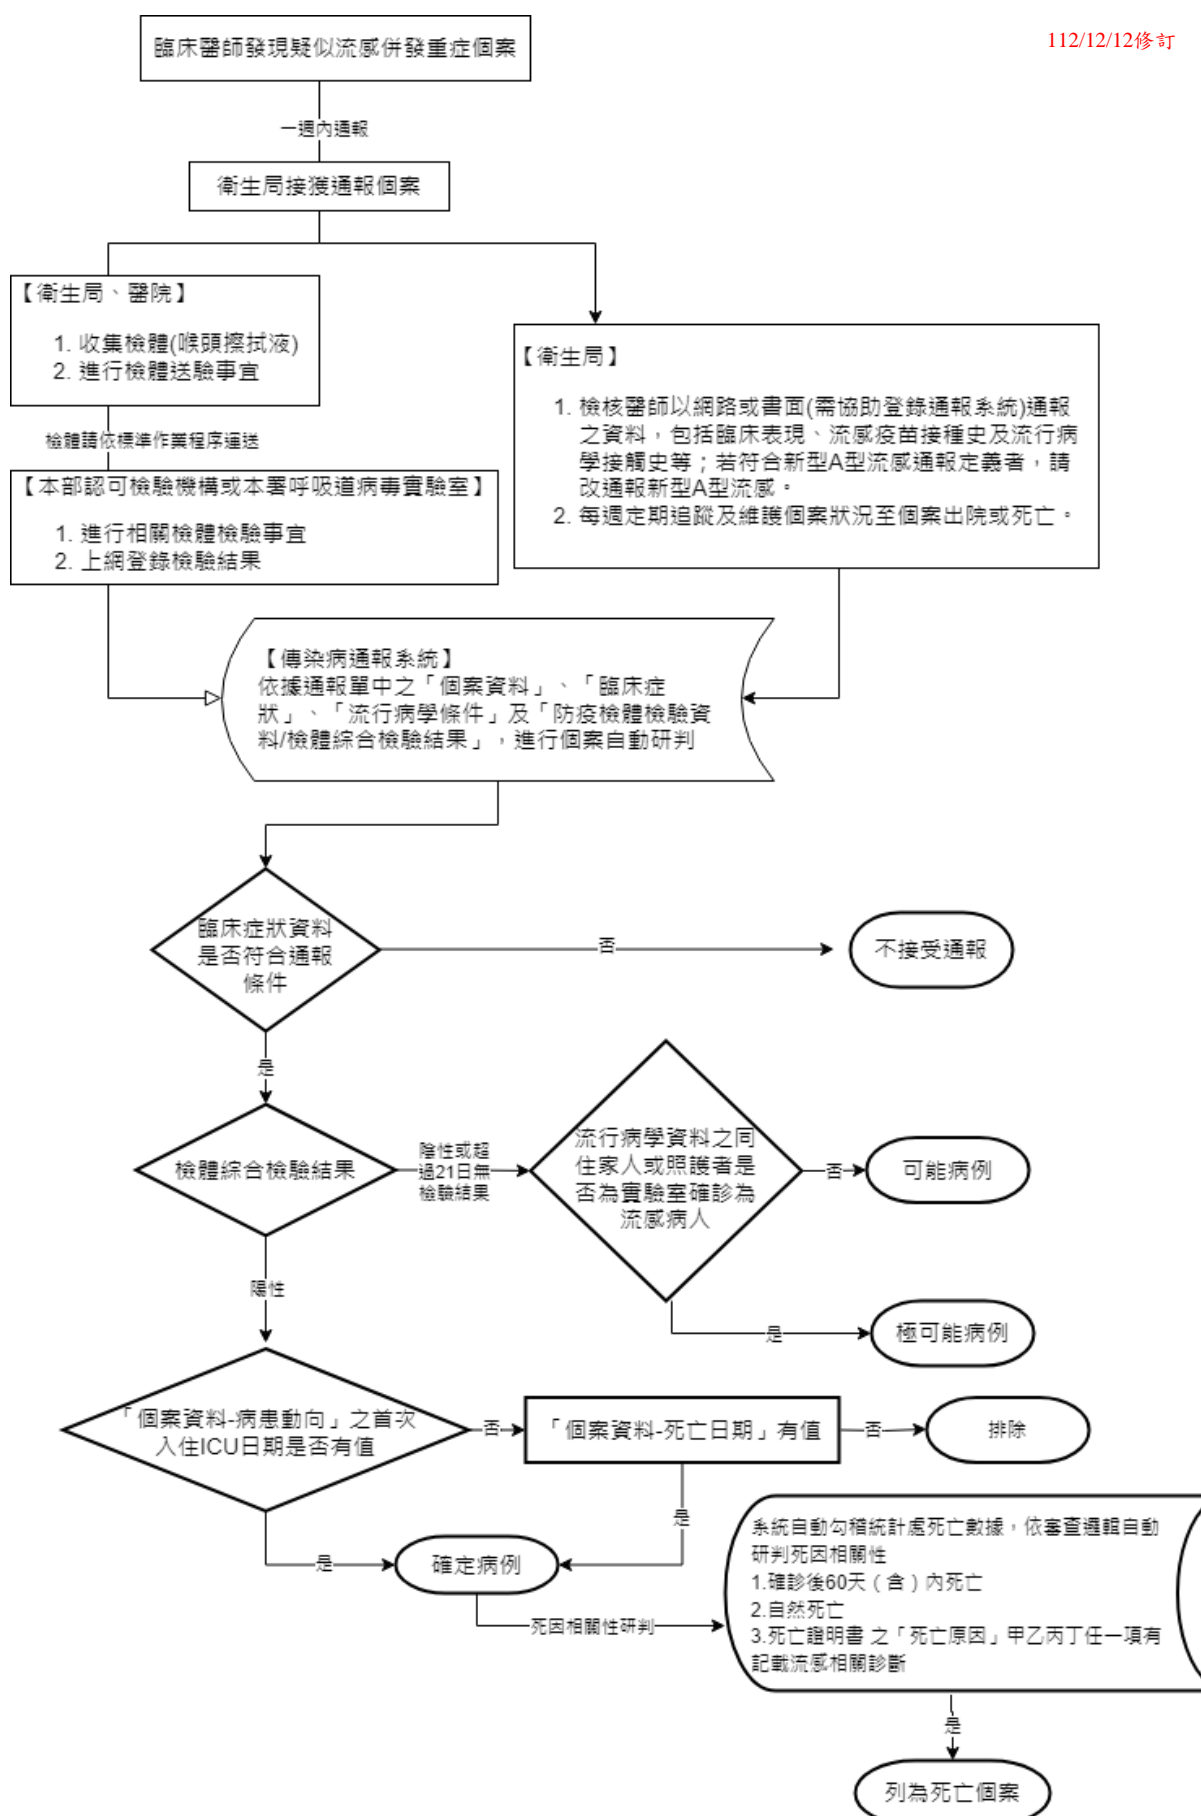 臨床醫師發現疑似流感併發重症個案
112/12/12修訂
一週內通報
衛生局接獲通報個案
【衛生局、醫院】
1. 收集檢體(喉頭擦拭液)
2. 進行檢體送驗事宜
【衛生局】
1. 檢核醫師以網路或書面(需協助登錄通報系統)通報
之資料，包括臨床表現、流感疫苗接種史及流行病
學接觸史等；若符合新型A型流感通報定義者，請
改通報新型A型流感。
2. 每週定期追蹤及維護個案狀況至個案出院或死亡。
檢體請依標準作業程序運送
【本部認可檢驗機構或本署呼吸道病毒實驗室】
1. 進行相關檢體檢驗事宜
2. 上網登錄檢驗結果
【傳染病通報系統】
依據通報單中之「個案資料」、「臨床症
狀」、「流行病學條件」及「防疫檢體檢驗資
料/檢體綜合檢驗結果」，進行個案自動研判
臨床症狀資料
是否符合通報
條件
否
不接受通報
是
檢體綜合檢驗結果
陰性或超
過21日無
檢驗結果
流行病學資料之同
住家人或照護者是
否為實驗室確診為
流感病人
否
可能病例
是
極可能病例
陽性
「個案資料-病患動向」之首次
入住ICU日期是否有值
否
「個案資料-死亡日期」有值
否
排除
是
是
確定病例
死因相關性研判
系統自動勾稽統計處死亡數據，依審查邏輯自動
研判死因相關性
1.確診後60天（含）內死亡
2.自然死亡
3.死亡證明書 之「死亡原因」甲乙丙丁任一項有
記載流感相關診斷
是
列為死亡個案